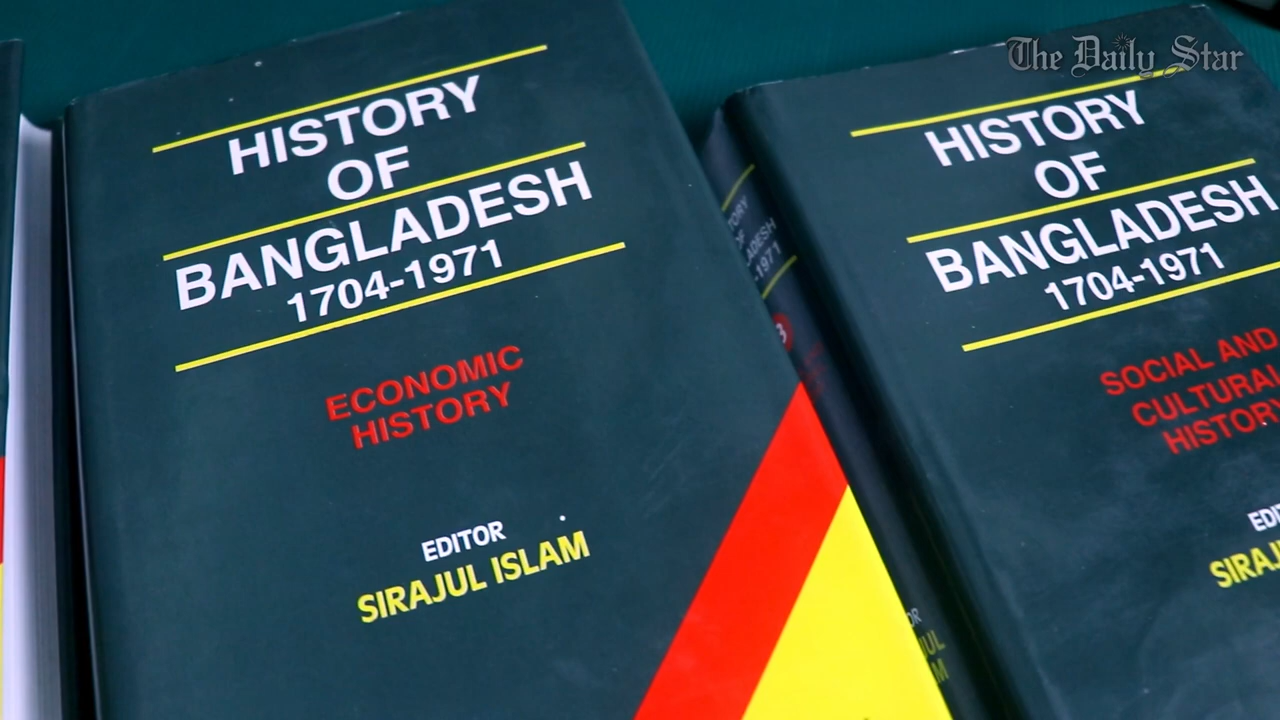 The Daily Star
HISTORY
OF
BANGLADESH
1704-1971
ECONOMIC
HISTORY
EDITOR
SIRAJUL ISLAM
3
HISTORY
OF
BANGLADESH
1704-1971
SOCIAL AND
CULTURAL
HISTORY